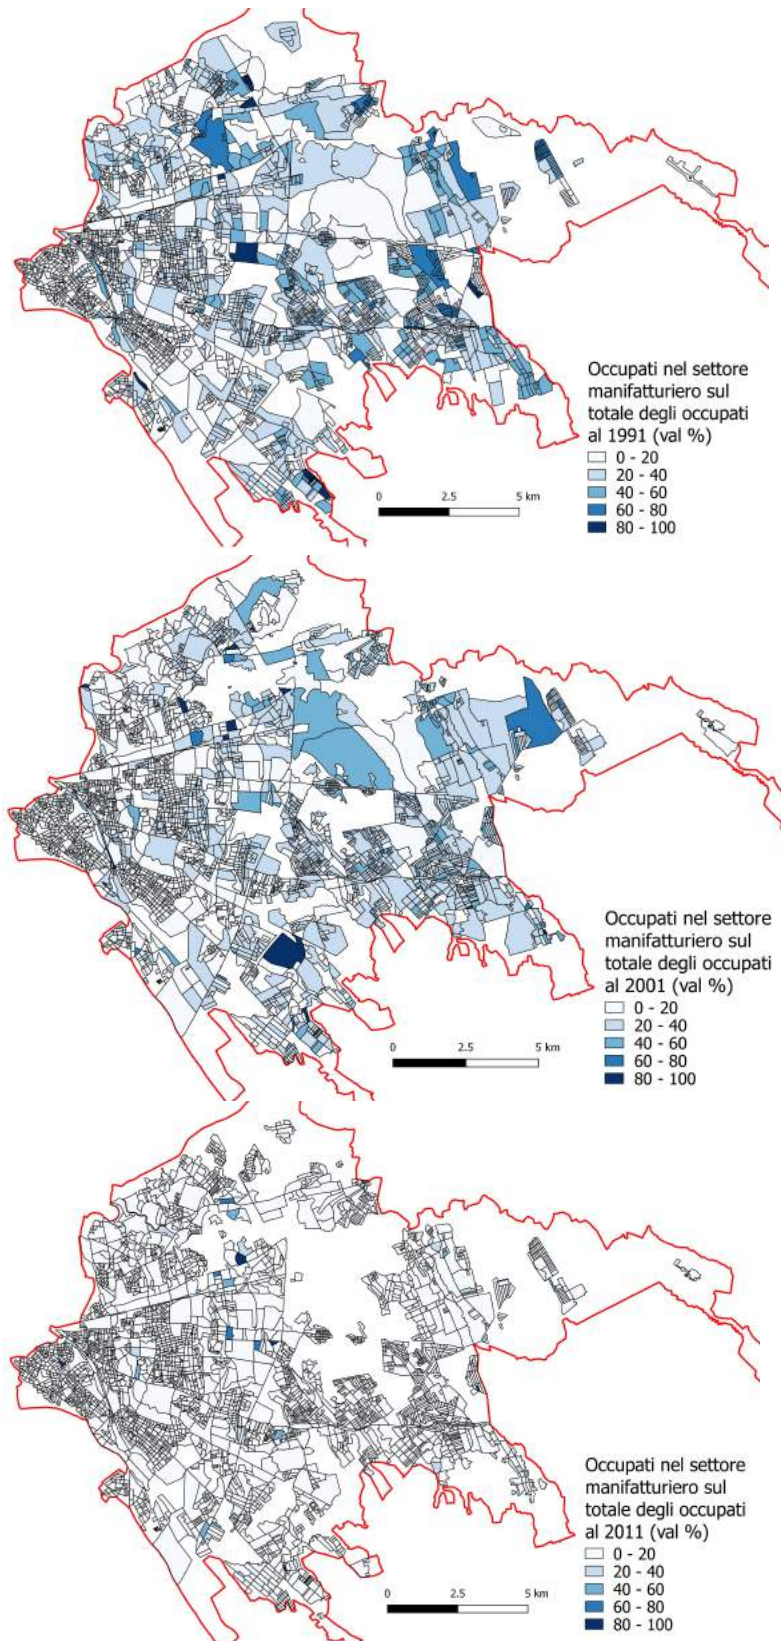 Occupati nel settore
manifatturiero sul
totale degli occupati
al 1991 (val %)
0 - 20
20 - 40
40 - 60
60 - 80
80 - 100
0 2.5 5 km
Occupati nel settore
manifatturiero sul
totale degli occupati
al 2001 (val %)
0 - 20
20 - 40
40 - 60
60 - 80
80 - 100
0 2.5 5 km
Occupati nel settore
manifatturiero sul
totale degli occupati
al 2011 (val %)
0 - 20
20 - 40
40 - 60
60 - 80
80 - 100
0 2.5 5 km